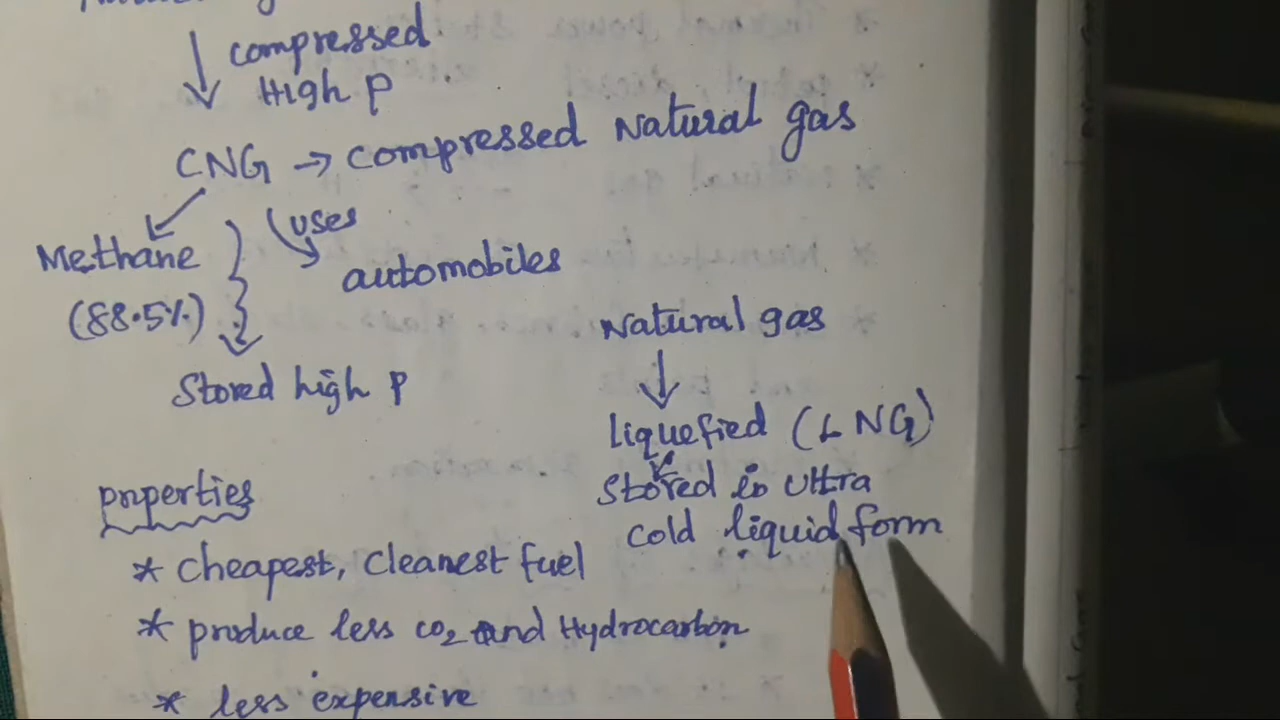 compressed
High P
CNG → compressed Natural gas
uses
Methane
automobiles
(88.5%)
Stored high P
Natural gas
liquefied (LNG)
Stored in Ultra
cold liquid form
properties
* cheapest, cleanest fuel
* produce less CO2 and Hydrocarbon
* less expensive